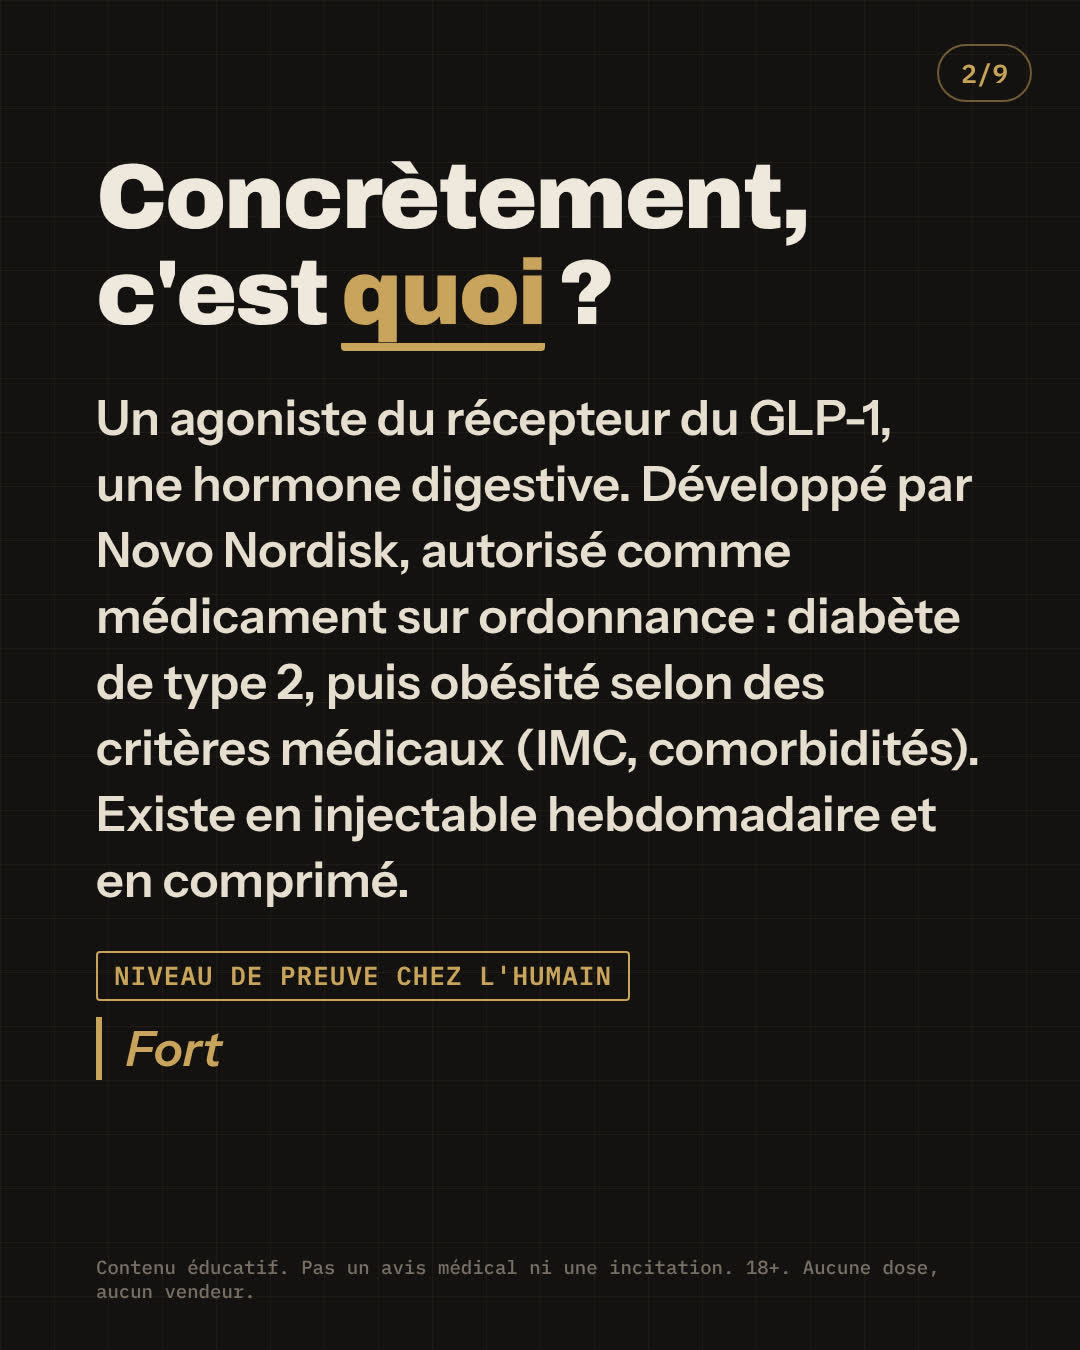 2/9
Concrètement,
c'est quoi ?
Un agoniste du récepteur du GLP-1,
une hormone digestive. Développé par
Novo Nordisk, autorisé comme
médicament sur ordonnance : diabète
de type 2, puis obésité selon des
critères médicaux (IMC, comorbidités).
Existe en injectable hebdomadaire et
en comprimé.
NIVEAU DE PREUVE CHEZ L'HUMAIN
Fort
Contenu éducatif. Pas un avis médical ni une incitation. 18+. Aucune dose,
aucun vendeur.